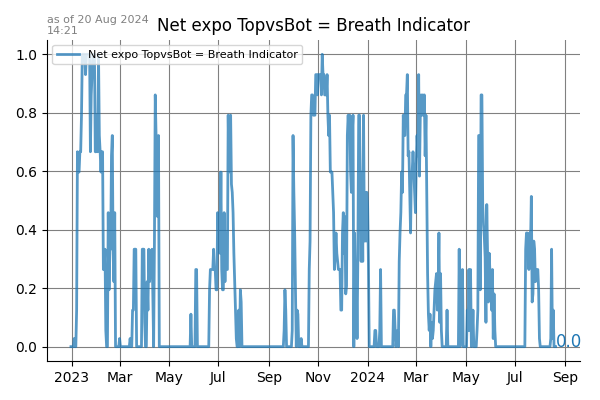 as of 20 Aug 2024
14:21
Net expo TopvsBot = Breath Indicator
Net expo TopvsBot = Breath Indicator
1.0
0.8
0.6
0.4
0.2
0.0
0.0
2023 Mar May Jul Sep Nov 2024 Mar May Jul Sep